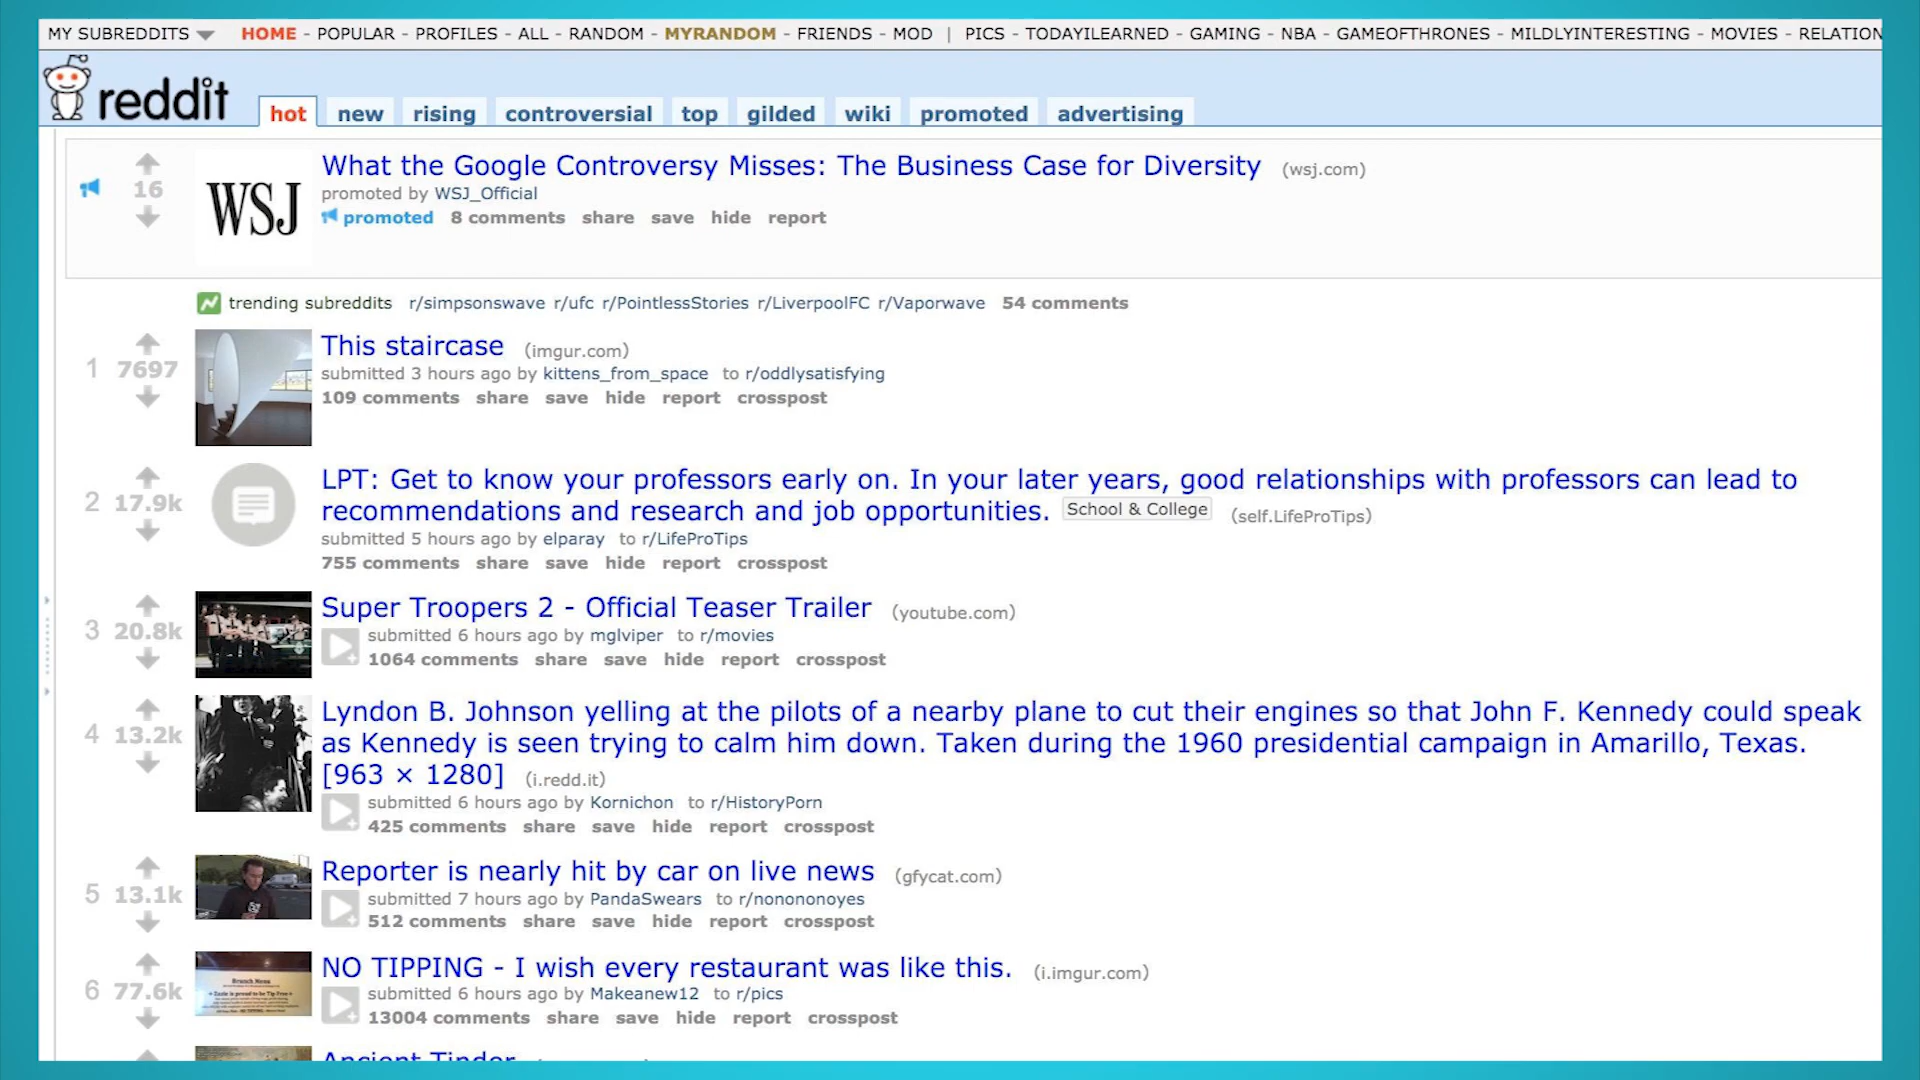 MY SUBREDDITS HOME - POPULAR - PROFILES - ALL - RANDOM - MYRANDOM - FRIENDS - MOD | PICS - TODAYILEARNED - GAMING - NBA - GAMEOFTHRONES - MILDLYINTERESTING - MOVIES - RELATION
reddit hot new rising controversial top gilded wiki promoted advertising
What the Google Controversy Misses: The Business Case for Diversity (wsj.com)
16
WSJ
promoted by WSJ_Official
promoted 8 comments share save hide report
trending subreddits r/simpsonswave r/ufc r/PointlessStories r/LiverpoolFC r/Vaporwave 54 comments
This staircase (imgur.com)
1 7697
submitted 3 hours ago by kittens_from_space to r/oddlysatisfying
109 comments share save hide report crosspost
LPT: Get to know your professors early on. In your later years, good relationships with professors can lead to
2 17.9k
recommendations and research and job opportunities. School & College (self.LifeProTips)
submitted 5 hours ago by elparay to r/LifeProTips
755 comments share save hide report crosspost
Super Troopers 2 - Official Teaser Trailer (youtube.com)
3 20.8k
submitted 6 hours ago by mglviper to r/movies
1064 comments share save hide report crosspost
Lyndon B. Johnson yelling at the pilots of a nearby plane to cut their engines so that John F. Kennedy could speak
4 13.2k
as Kennedy is seen trying to calm him down. Taken during the 1960 presidential campaign in Amarillo, Texas.
[963 × 1280] (i.redd.it)
submitted 6 hours ago by Kornichon to r/HistoryPorn
425 comments share save hide report crosspost
Reporter is nearly hit by car on live news (gfycat.com)
5 13.1k
submitted 7 hours ago by PandaSwears to r/nonononoyes
512 comments share save hide report crosspost
NO TIPPING - I wish every restaurant was like this. (i.imgur.com)
6 77.6k
Brunch Menu
submitted 6 hours ago by Makeanew12 to r/pics
13004 comments share save hide report crosspost
Ancient Tinder